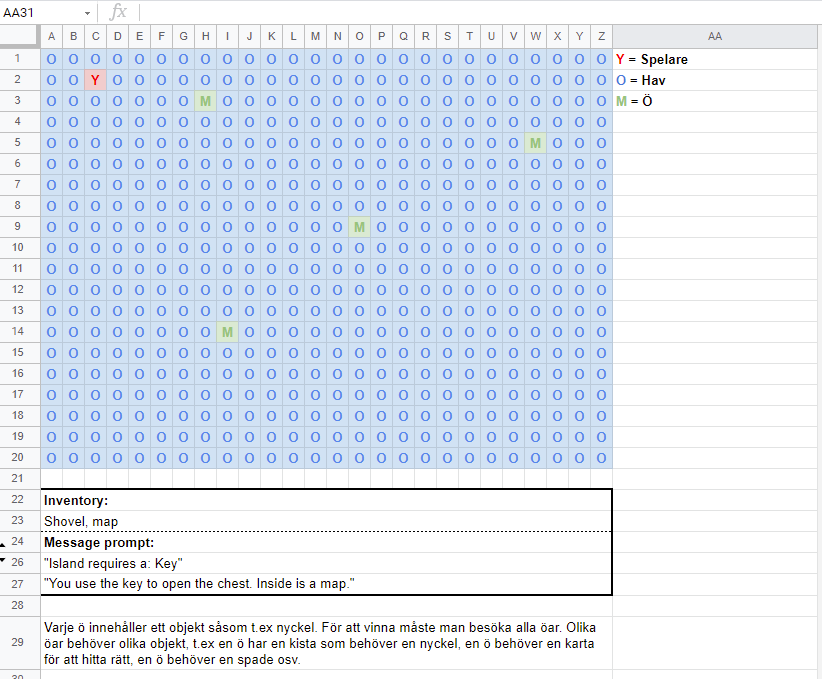 AA31 fx
A B C D E F G H I J K L M N O P Q R S T U V W X Y Z AA
1 O O O O O O O O O O O O O O O O O O O O O O O O O O Y = Spelare
2 O O Y O O O O O O O O O O O O O O O O O O O O O O O O = Hav
3 O O O O O O O M O O O O O O O O O O O O O O O O O O M = Ö
4 O O O O O O O O O O O O O O O O O O O O O O O O O O
5 O O O O O O O O O O O O O O O O O O O O O O M O O O
6 O O O O O O O O O O O O O O O O O O O O O O O O O O
7 O O O O O O O O O O O O O O O O O O O O O O O O O O
8 O O O O O O O O O O O O O O O O O O O O O O O O O O
9 O O O O O O O O O O O O O O M O O O O O O O O O O O
10 O O O O O O O O O O O O O O O O O O O O O O O O O O
11 O O O O O O O O O O O O O O O O O O O O O O O O O O
12 O O O O O O O O O O O O O O O O O O O O O O O O O O
13 O O O O O O O O O O O O O O O O O O O O O O O O O O
14 O O O O O O O O M O O O O O O O O O O O O O O O O O
15 O O O O O O O O O O O O O O O O O O O O O O O O O O
16 O O O O O O O O O O O O O O O O O O O O O O O O O O
17 O O O O O O O O O O O O O O O O O O O O O O O O O O
18 O O O O O O O O O O O O O O O O O O O O O O O O O O
19 O O O O O O O O O O O O O O O O O O O O O O O O O O
20 O O O O O O O O O O O O O O O O O O O O O O O O O O
21
22 Inventory:
23 Shovel, map
24 Message prompt:
26 "Island requires a: Key"
27 "You use the key to open the chest. Inside is a map."
28
Varje ö innehåller ett objekt såsom t.ex nyckel. För att vinna måste man besöka alla öar. Olika
29 öar behöver olika objekt, t.ex en ö har en kista som behöver en nyckel, en ö behöver en karta
för att hitta rätt, en ö behöver en spade osv.
30